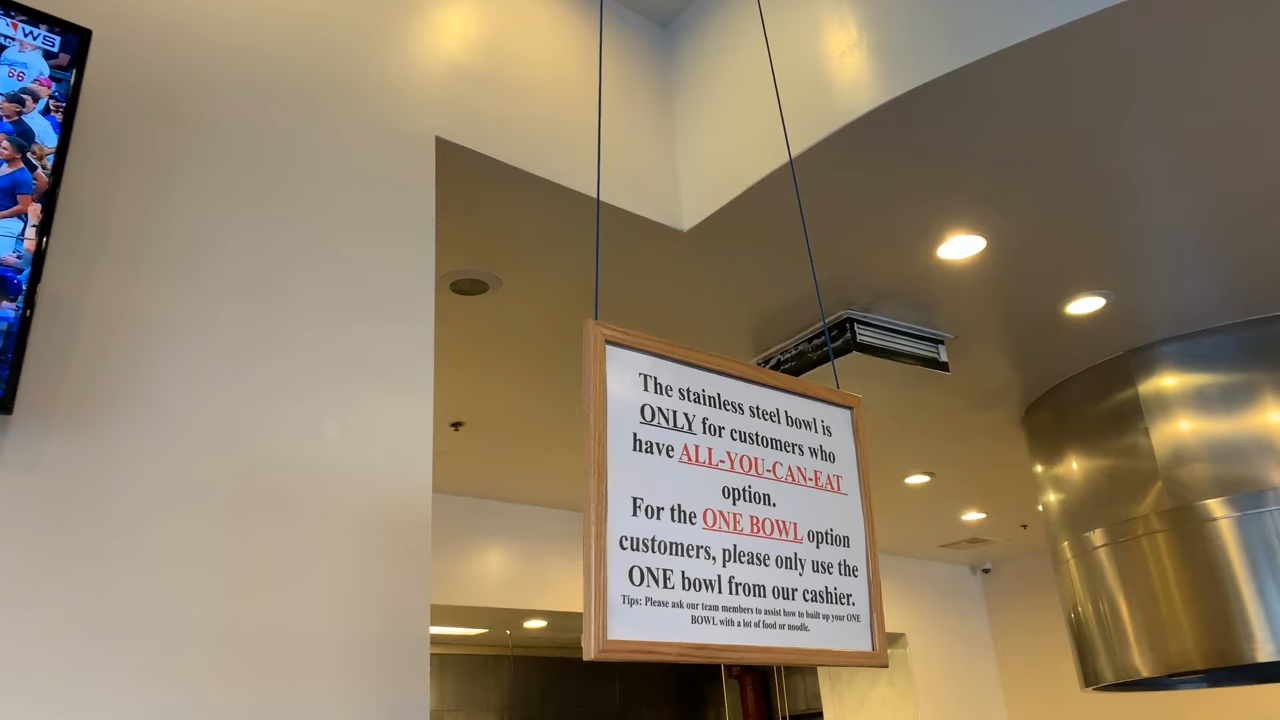 WS
66
The stainless steel bowl is
ONLY for customers who
have ALL-YOU-CAN-EAT
option.
For the ONE BOWL option
customers, please only use the
ONE bowl from our cashier.
Tips: Please ask our team members to assist how to built up your ONE
BOWL with a lot of food or noodle.